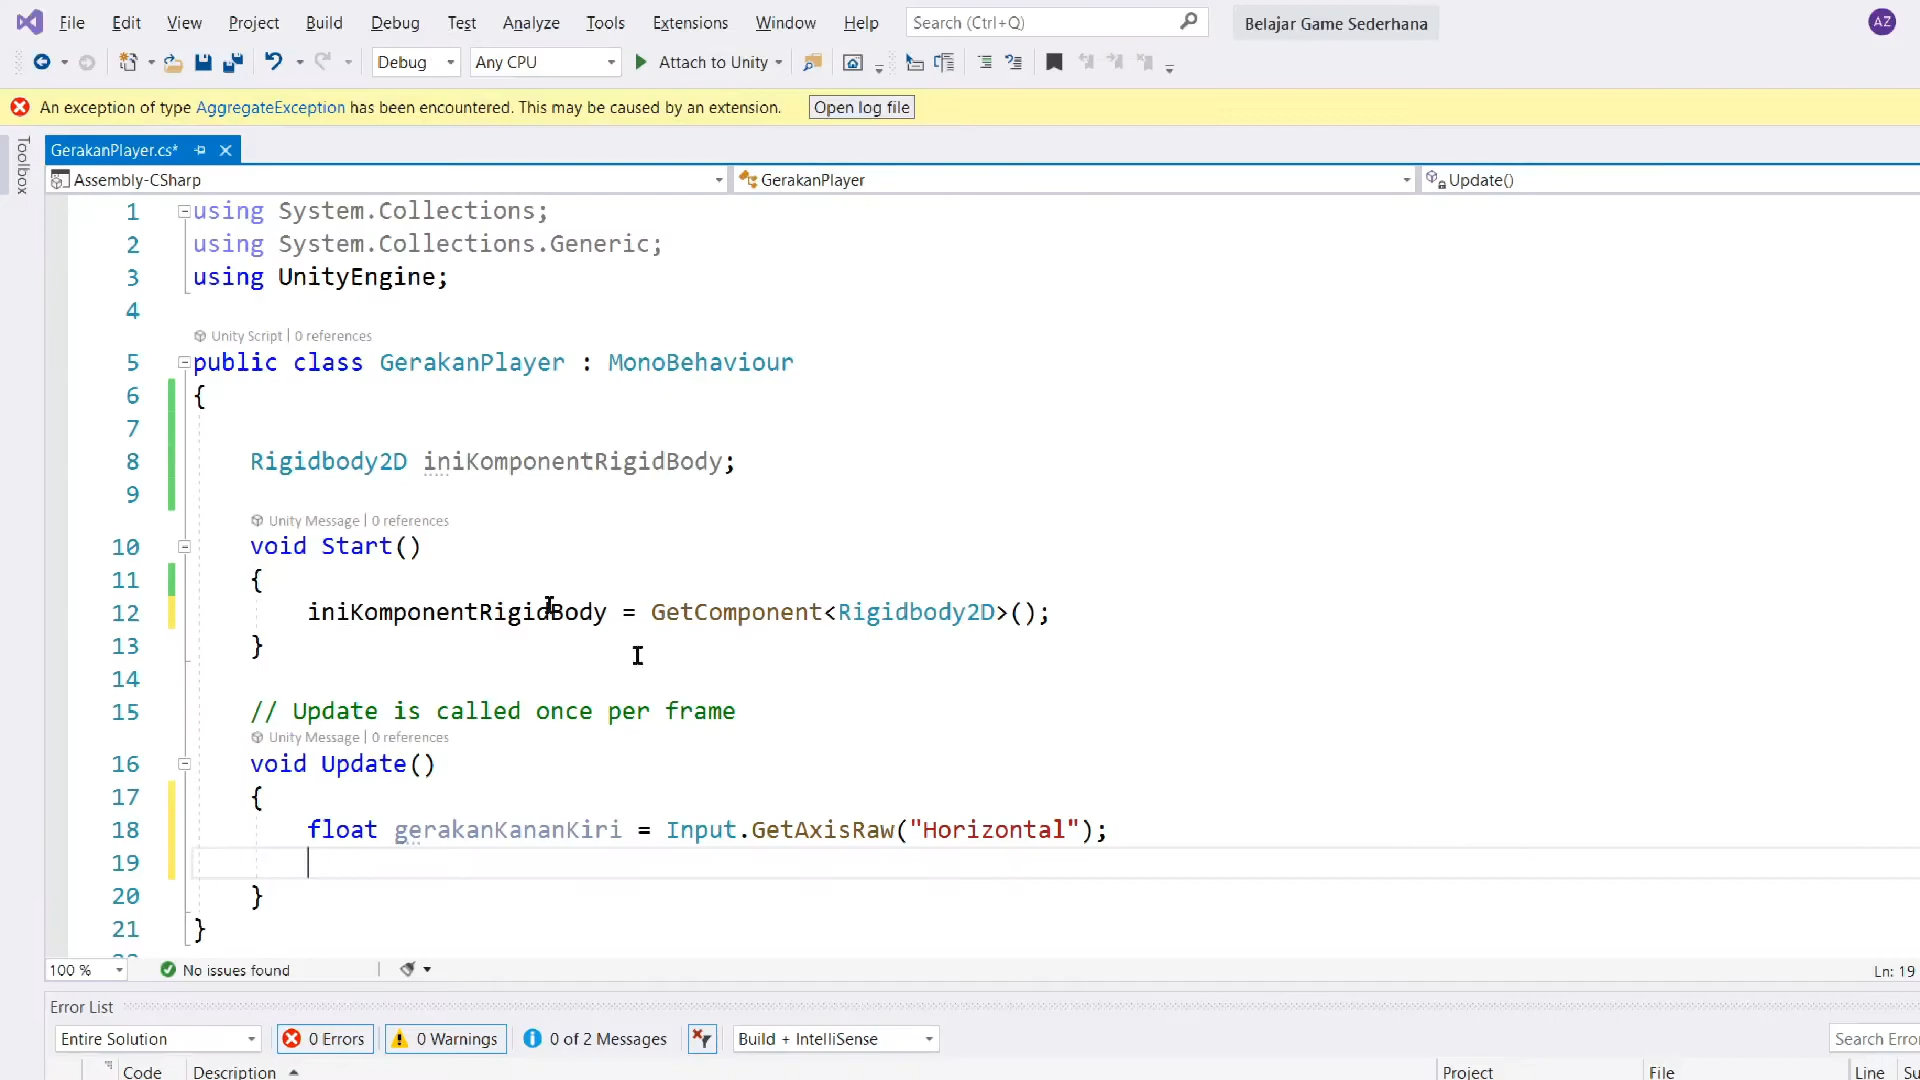 File Edit View Project Build Debug Test Analyze Tools Extensions Window Help Search (Ctrl+Q) Belajar Game Sederhana AZ
Debug Any CPU Attach to Unity
An exception of type AggregateException has been encountered. This may be caused by an extension. Open log file
Toolbox
GerakanPlayer.cs*
Assembly-CSharp GerakanPlayer Update()
1 using System.Collections;
2 using System.Collections.Generic;
3 using UnityEngine;
4
Unity Script | 0 references
5 public class GerakanPlayer : MonoBehaviour
6 {
7
8 Rigidbody2D iniKomponentRigidBody;
9
Unity Message | 0 references
10 void Start()
11 {
12 iniKomponentRigidBody = GetComponent<Rigidbody2D>();
13 }
14
15 // Update is called once per frame
Unity Message | 0 references
16 void Update()
17 {
18 float gerakanKananKiri = Input.GetAxisRaw("Horizontal");
19
20 }
21 }
100 % No issues found Ln: 19
Error List
Entire Solution 0 Errors 0 Warnings 0 of 2 Messages Build + IntelliSense Search Error
Code Description Project File Line Su